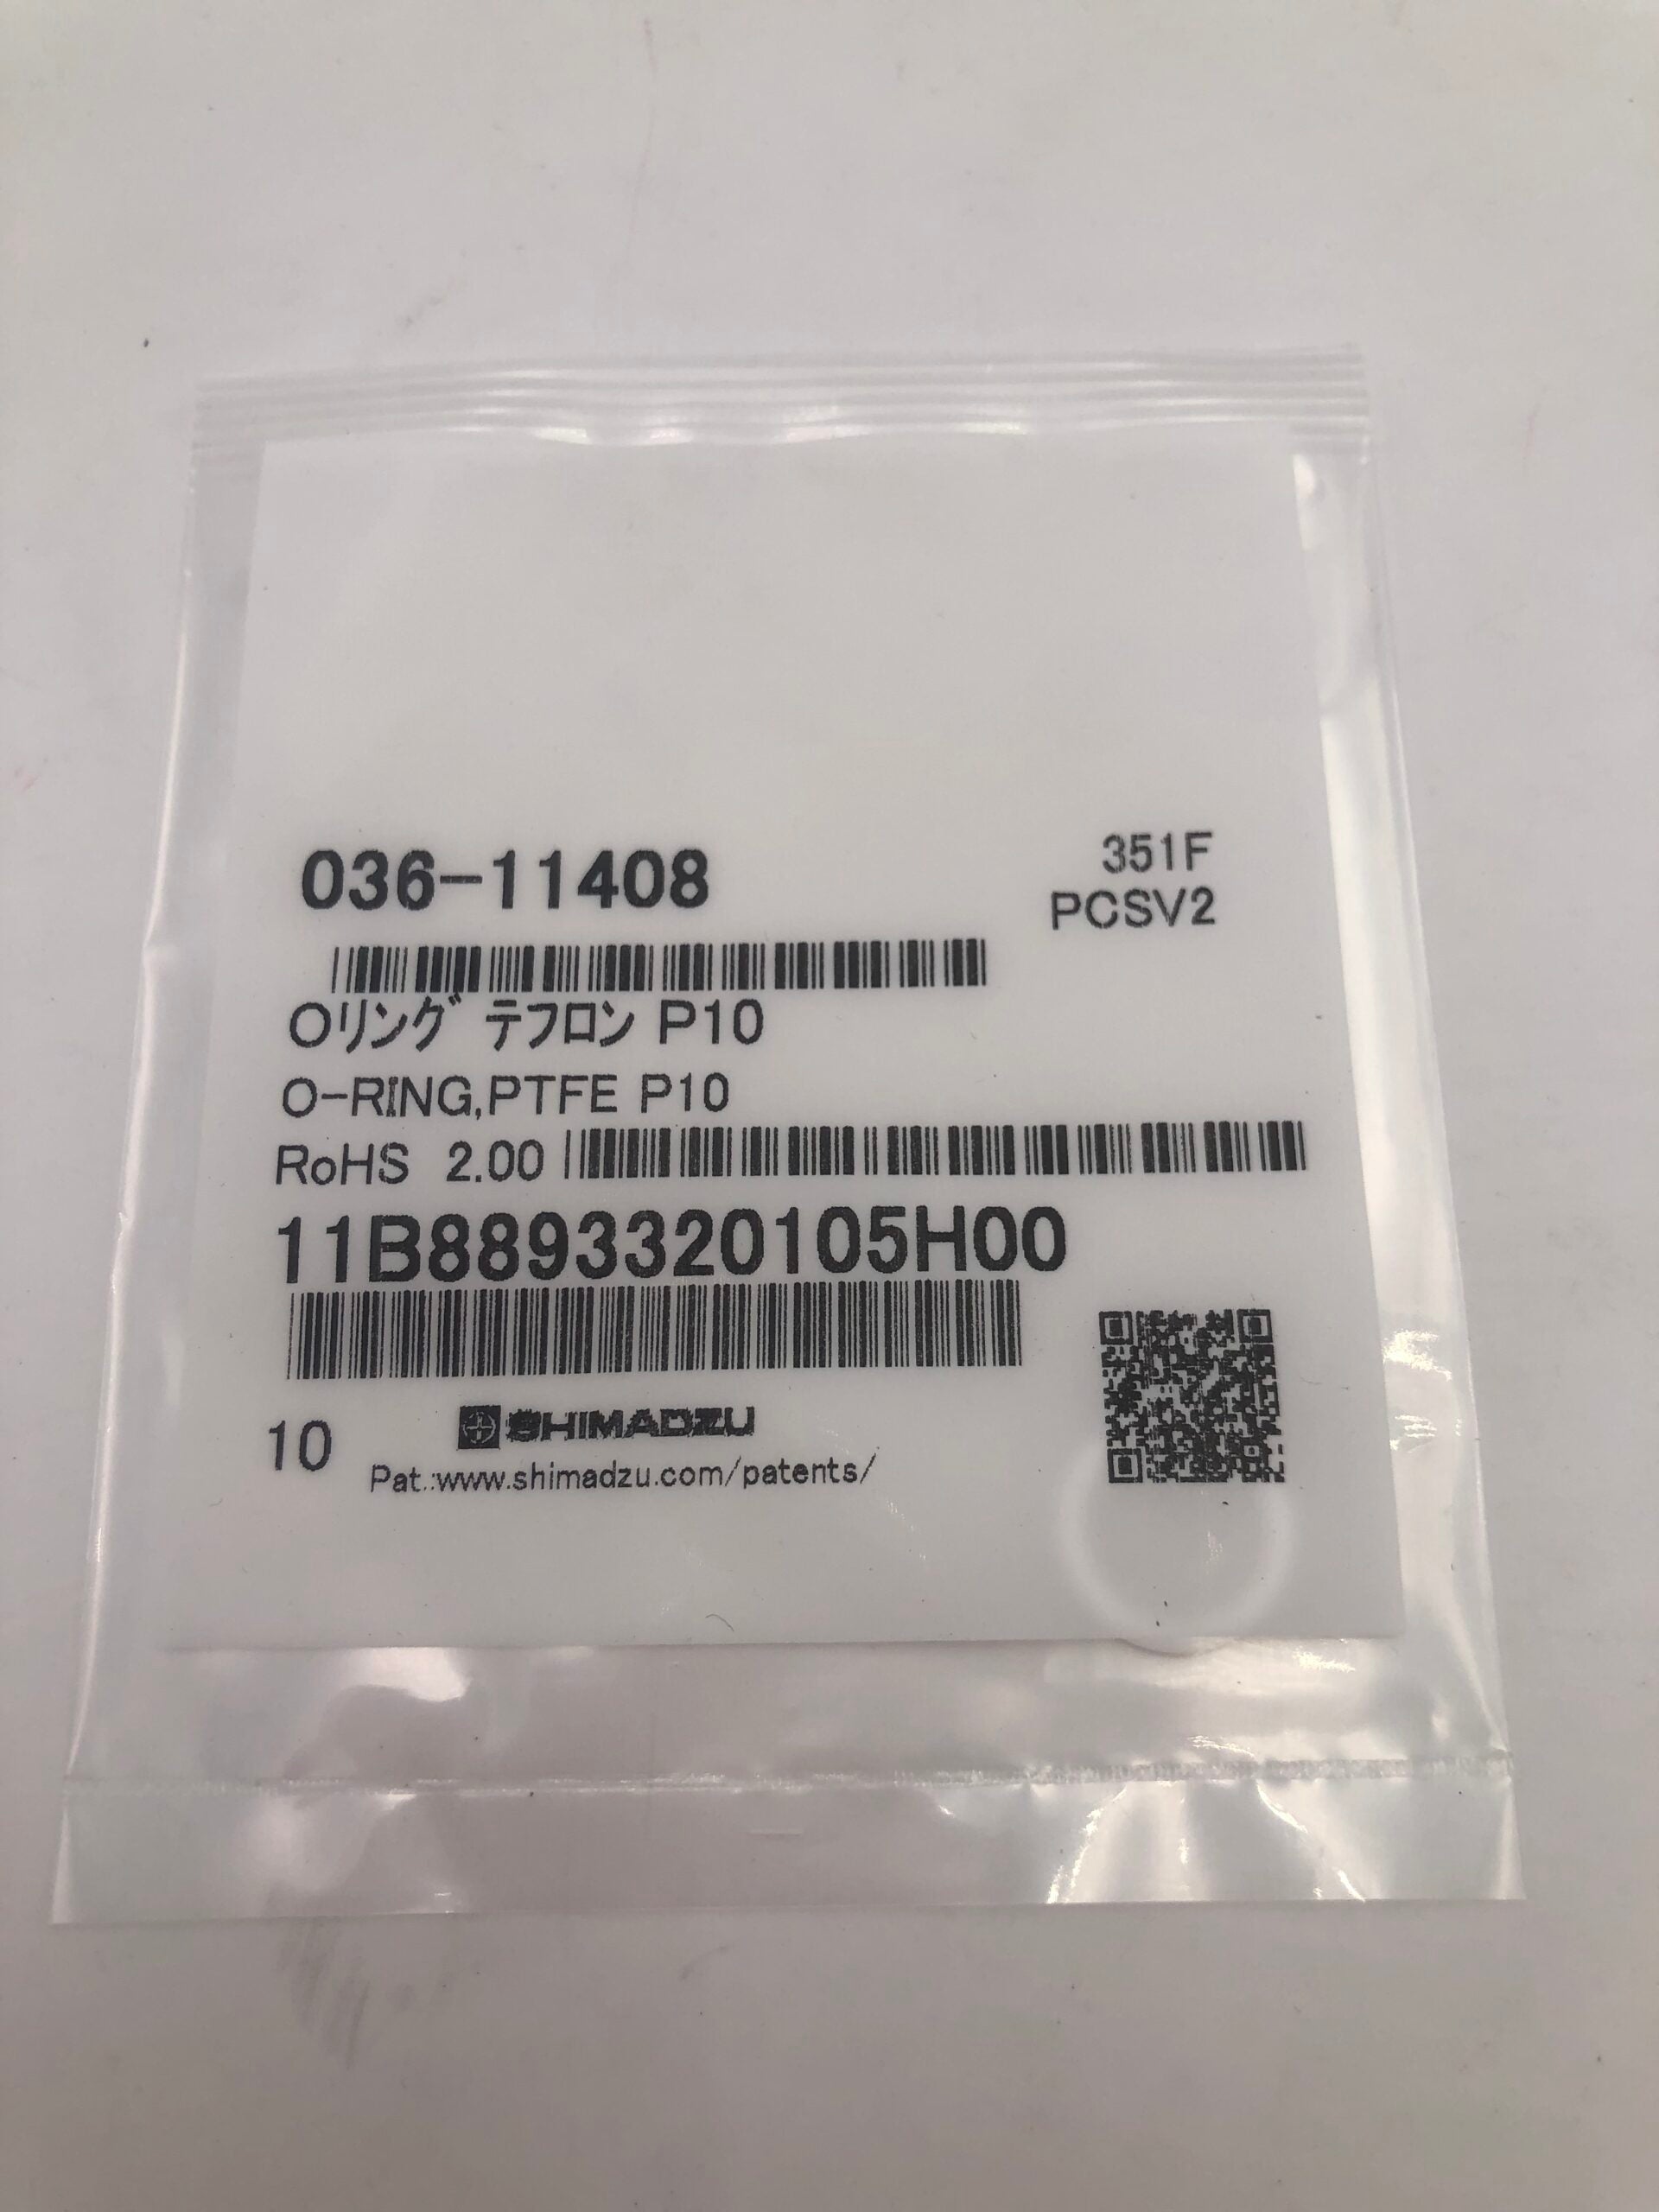 036-11408
351F
PCSV2
Oリング テフロン P10
O-RING,PTFE P10
RoHS 2.00
11B8893320105H00
10
SHIMADZU
Pat.:www.shimadzu.com/patents/